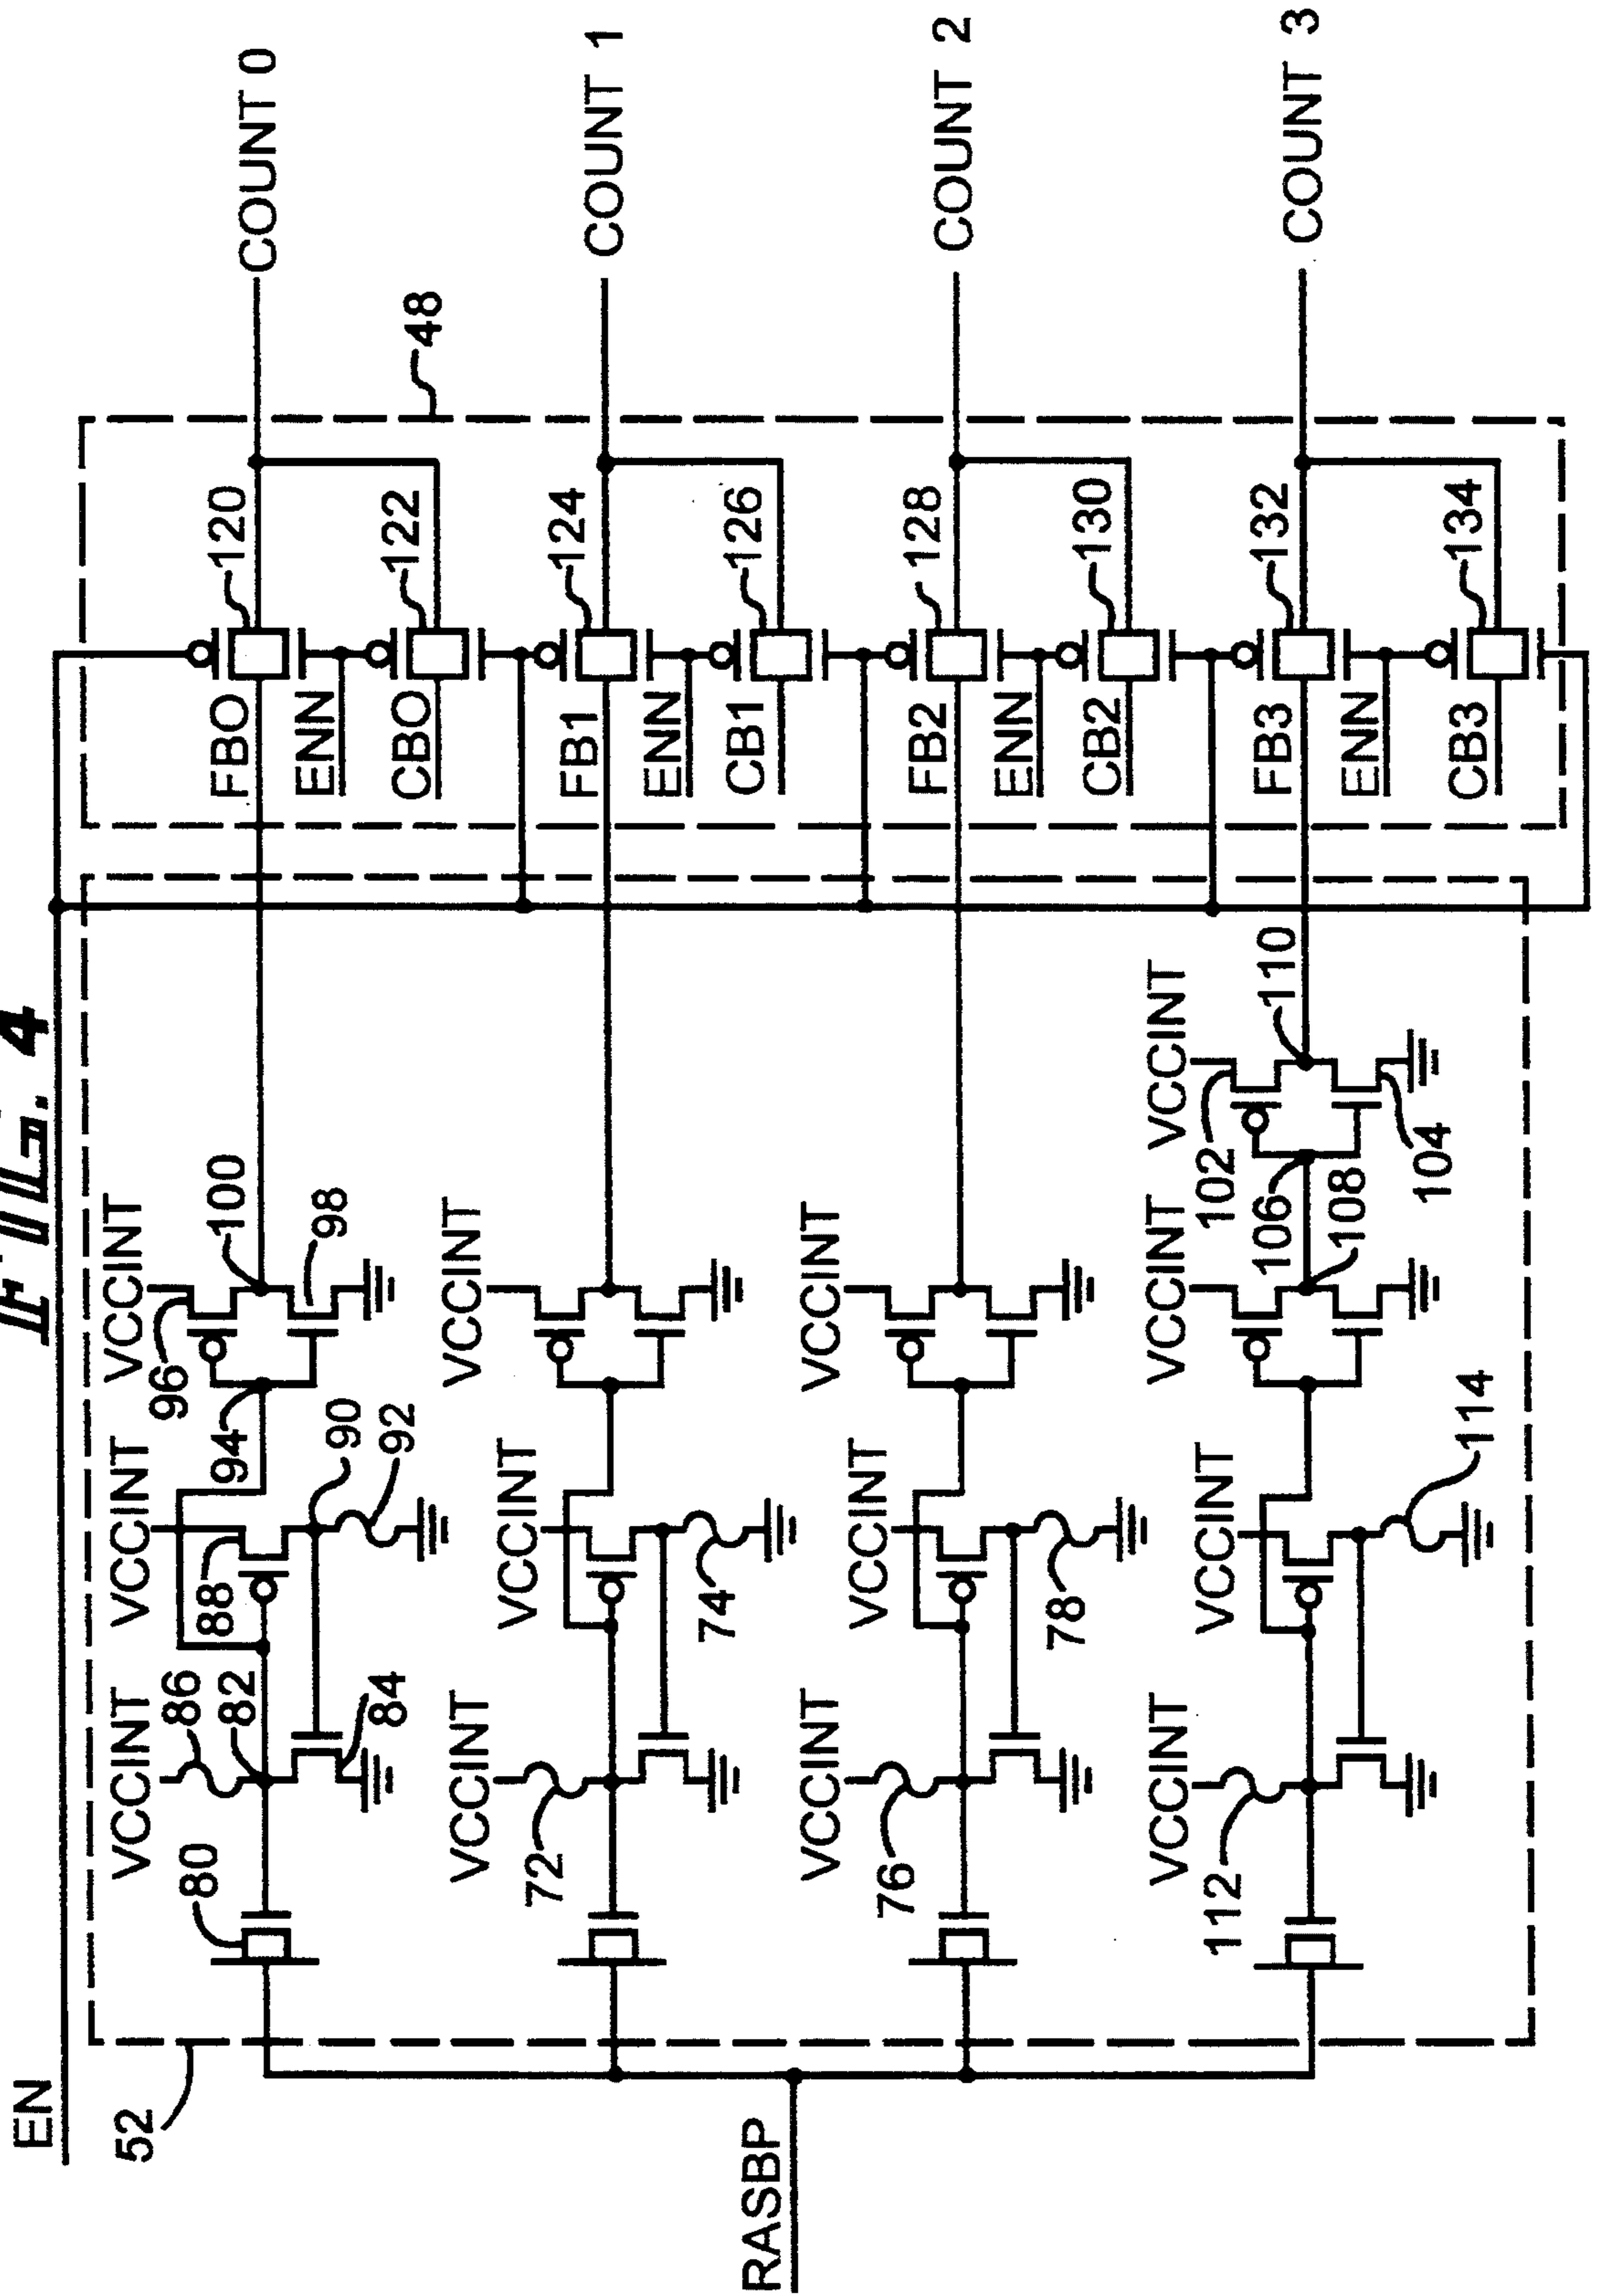 FIG. 4
EN
52
48
RASBP
80
VCCINT
86
82
84
VCCINT
88
90
92
94
VCCINT
96
98
100
FBO
120
ENN
CBO
122
COUNT 0
VCCINT
72
VCCINT
74
VCCINT
FB1
124
ENN
CB1
126
COUNT 1
VCCINT
76
VCCINT
78
VCCINT
FB2
128
ENN
CB2
130
COUNT 2
VCCINT
112
VCCINT
114
VCCINT
106
108
VCCINT
102
104
110
FB3
132
ENN
CB3
134
COUNT 3